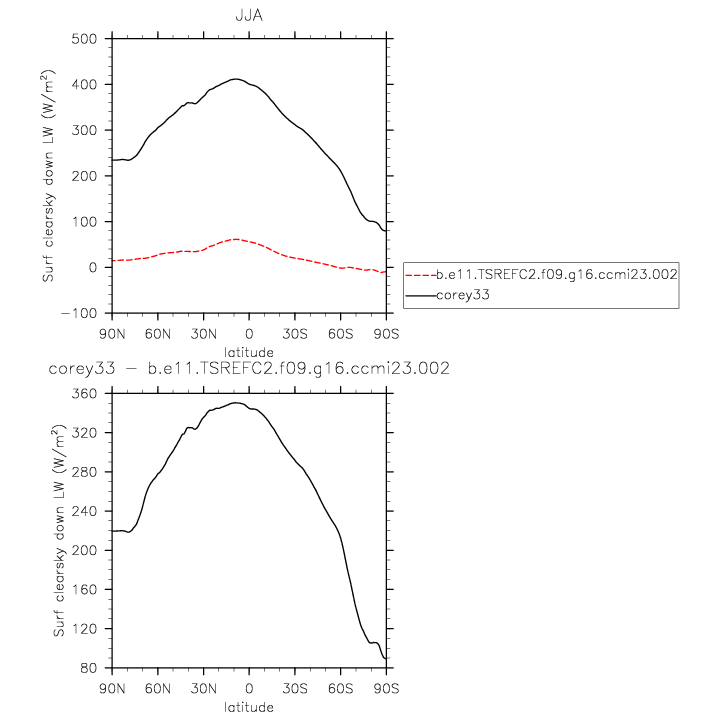 JJA
500
400
300
200
100
0
−100
Surf clearsky down LW (W/m²)
90N 60N 30N 0 30S 60S 90S
latitude
b.e11.TSREFC2.f09.g16.ccmi23.002
corey33
corey33 − b.e11.TSREFC2.f09.g16.ccmi23.002
360
320
280
240
200
160
120
80
Surf clearsky down LW (W/m²)
90N 60N 30N 0 30S 60S 90S
latitude